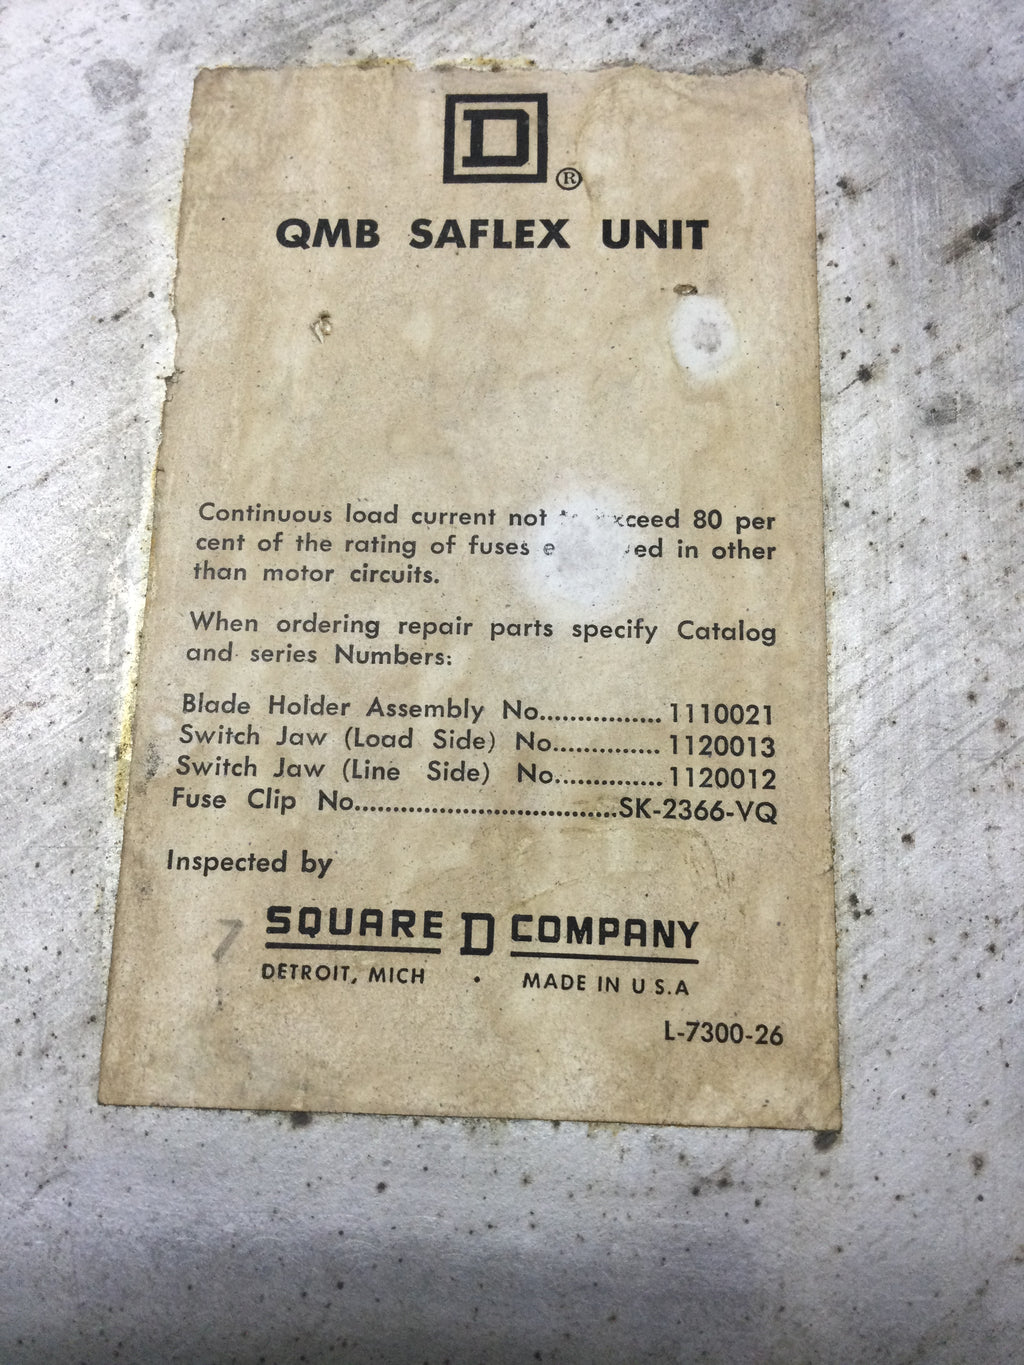 D
®
QMB SAFLEX UNIT
Continuous load current not exceed 80 per
cent of the rating of fuses in other
than motor circuits.
When ordering repair parts specify Catalog
and series Numbers:
Blade Holder Assembly No................1110021
Switch Jaw (Load Side) No..............1120013
Switch Jaw (Line Side) No..............1120012
Fuse Clip No..................................SK-2366-VQ
Inspected by
7
SQUARE D COMPANY
DETROIT, MICH • MADE IN U S.A
L-7300-26